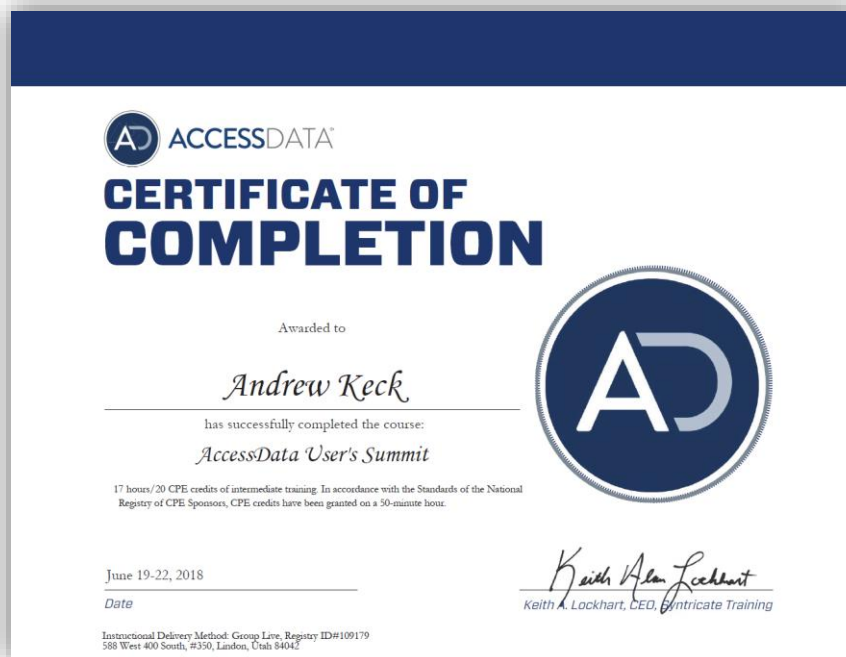 AD ACCESSDATA
CERTIFICATE OF
COMPLETION
Awarded to
Andrew Keck
has successfully completed the course:
AccessData User's Summit
17 hours/20 CPE credits of intermediate training. In accordance with the Standards of the National
Registry of CPE Sponsors, CPE credits have been granted on a 50-minute hour.
AD
June 19-22, 2018
Date
Keith Alan Lockhart
Keith A. Lockhart, CEO, Syntricate Training
Instructional Delivery Method: Group Live, Registry ID#109179
588 West 400 South, #350, Lindon, Utah 84042